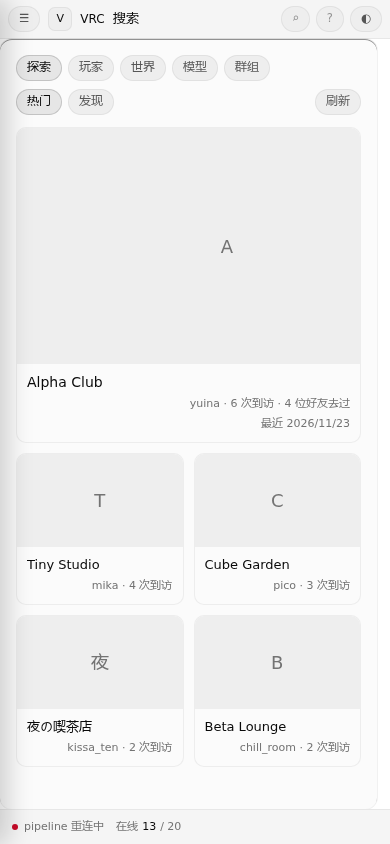 ☰ V VRC 搜索 ⌕ ? ◐
探索 玩家 世界 模型 群组
热门 发现 刷新
A
Alpha Club
yuina · 6 次到访 · 4 位好友去过
最近 2026/11/23
T
Tiny Studio
mika · 4 次到访
C
Cube Garden
pico · 3 次到访
夜
夜の喫茶店
kissa_ten · 2 次到访
B
Beta Lounge
chill_room · 2 次到访
pipeline 重连中 在线 13 / 20